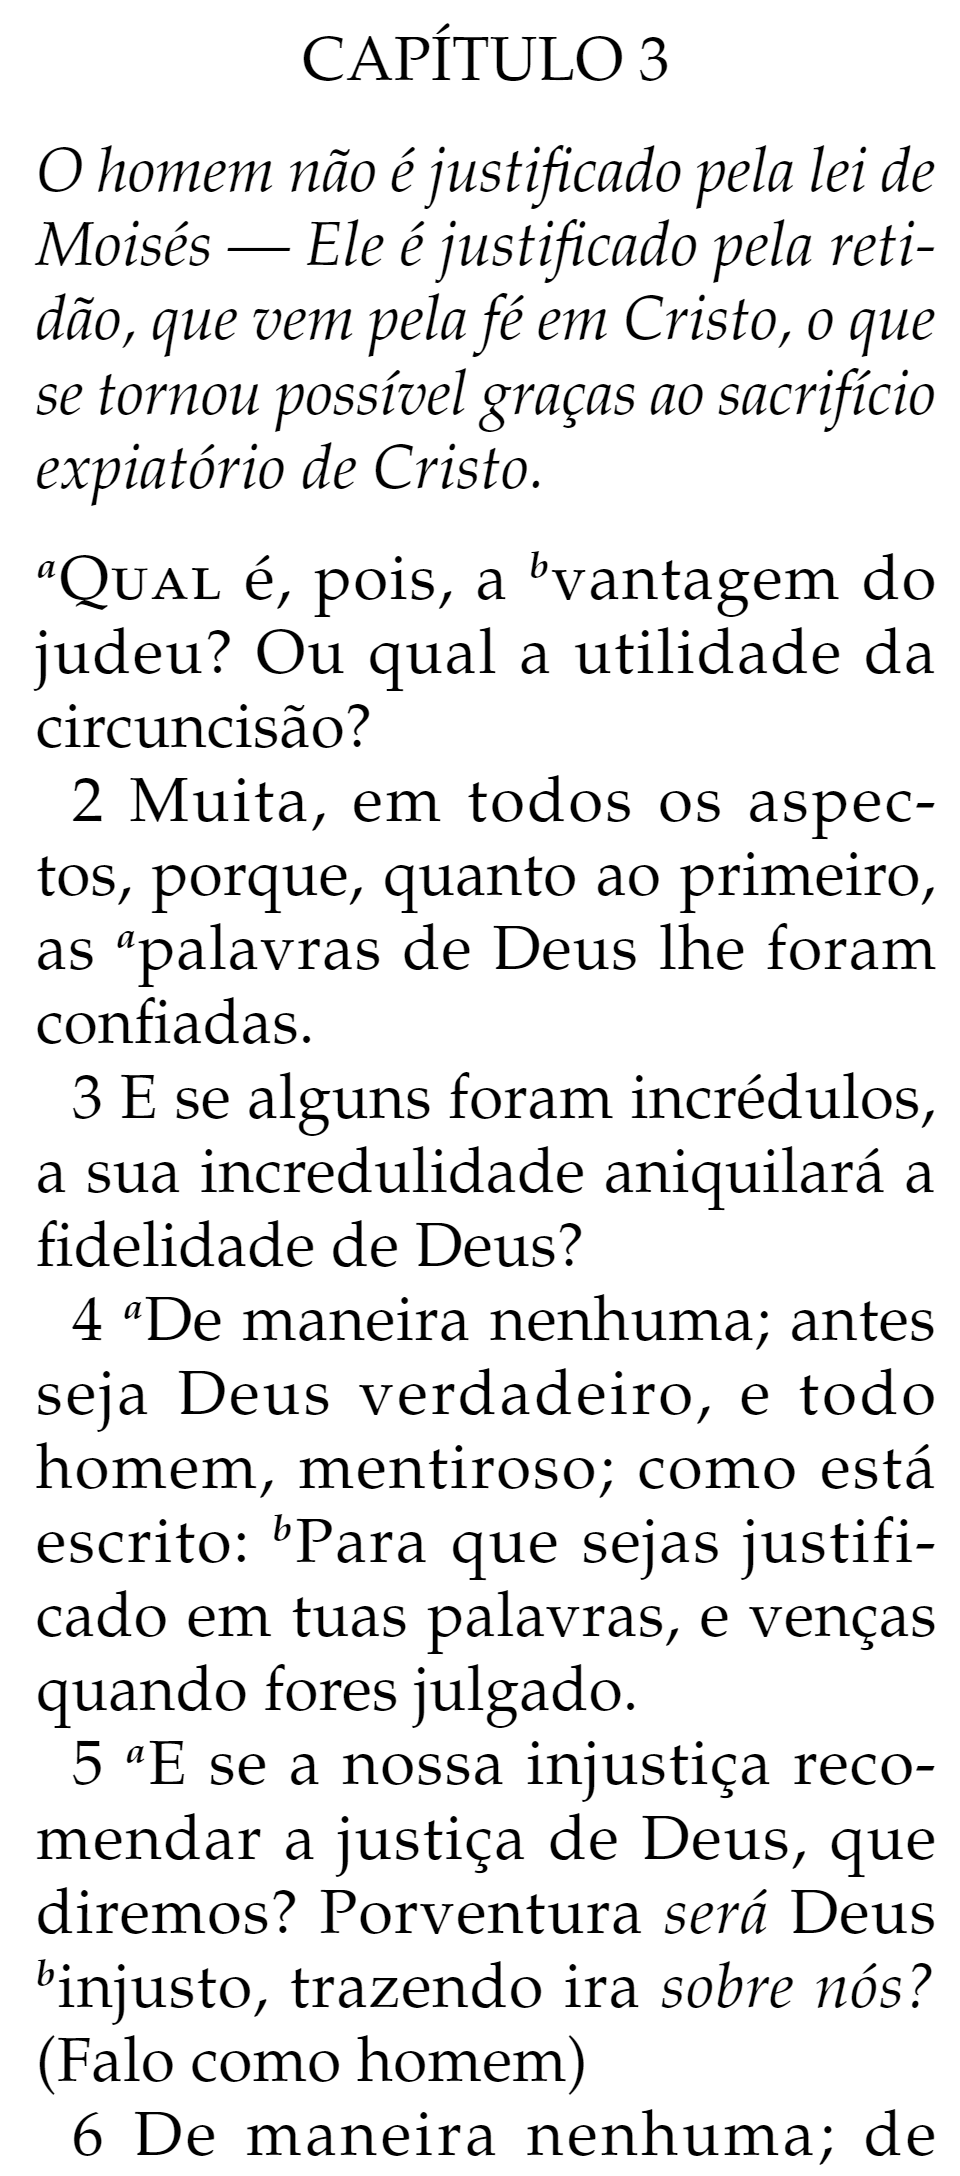 CAPÍTULO 3
O homem não é justificado pela lei de
Moisés — Ele é justificado pela reti-
dão, que vem pela fé em Cristo, o que
se tornou possível graças ao sacrifício
expiatório de Cristo.
aQUAL é, pois, a bvantagem do
judeu? Ou qual a utilidade da
circuncisão?
2 Muita, em todos os aspec-
tos, porque, quanto ao primeiro,
as apalavras de Deus lhe foram
confiadas.
3 E se alguns foram incrédulos,
a sua incredulidade aniquilará a
fidelidade de Deus?
4 aDe maneira nenhuma; antes
seja Deus verdadeiro, e todo
homem, mentiroso; como está
escrito: bPara que sejas justifi-
cado em tuas palavras, e venças
quando fores julgado.
5 aE se a nossa injustiça reco-
mendar a justiça de Deus, que
diremos? Porventura será Deus
binjusto, trazendo ira sobre nós?
(Falo como homem)
6 De maneira nenhuma; de